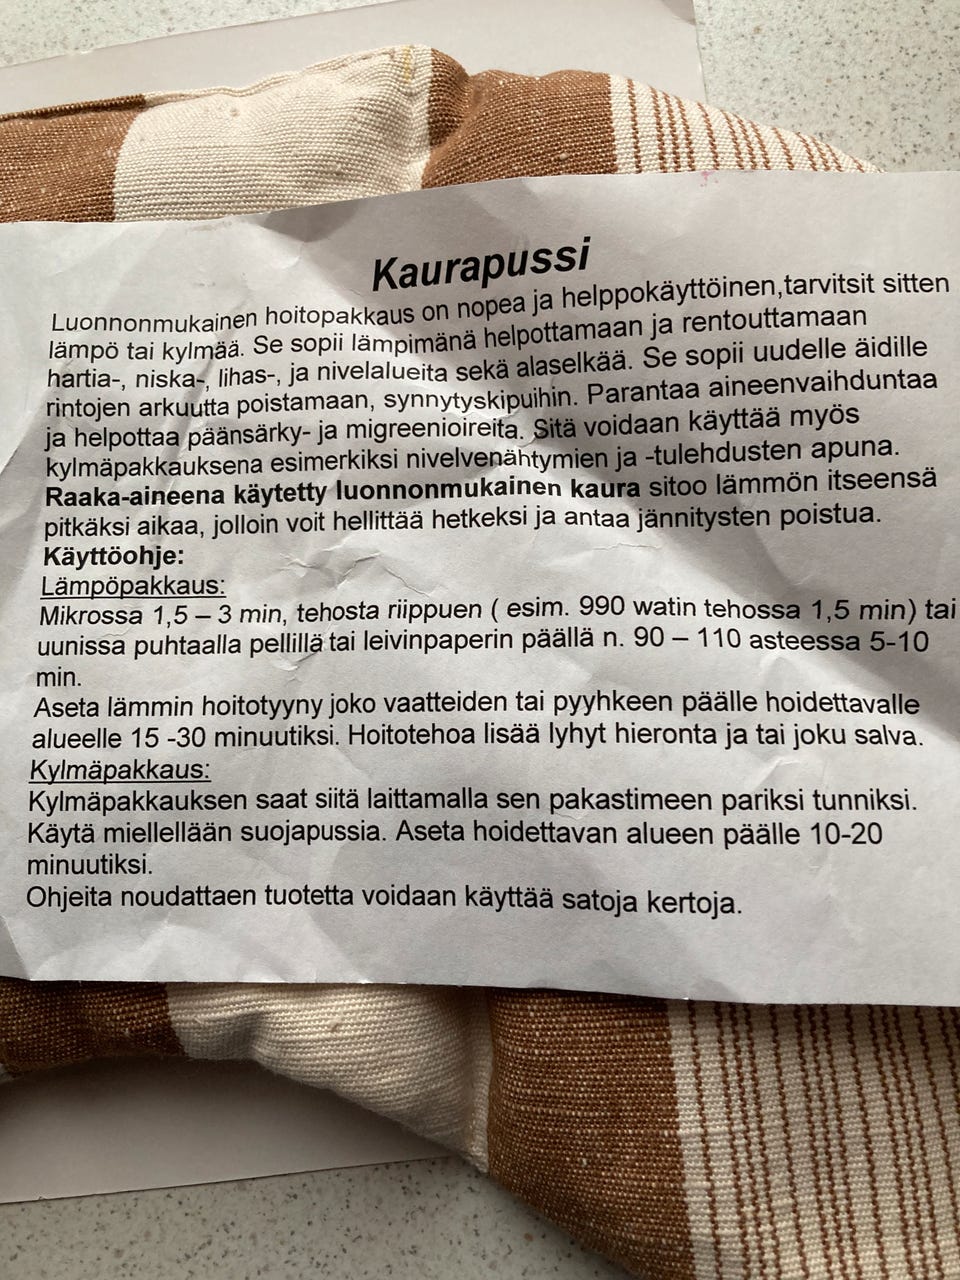 Kaurapussi
Luonnonmukainen hoitopakkaus on nopea ja helppokäyttöinen,tarvitsit sitten
lämpö tai kylmää. Se sopii lämpimänä helpottamaan ja rentouttamaan
hartia-, niska-, lihas-, ja nivelalueita sekä alaselkää. Se sopii uudelle äidille
rintojen arkuutta poistamaan, synnytyskipuihin. Parantaa aineenvaihduntaa
ja helpottaa päänsärky- ja migreenioireita. Sitä voidaan käyttää myös
kylmäpakkauksena esimerkiksi nivelvenähtymien ja -tulehdusten apuna.
Raaka-aineena käytetty luonnonmukainen kaura sitoo lämmön itseensä
pitkäksi aikaa, jolloin voit hellittää hetkeksi ja antaa jännitysten poistua.
Käyttöohje:
Lämpöpakkaus:
Mikrossa 1,5 – 3 min, tehosta riippuen ( esim. 990 watin tehossa 1,5 min) tai
uunissa puhtaalla pellillä tai leivinpaperin päällä n. 90 – 110 asteessa 5-10
min.
Aseta lämmin hoitotyyny joko vaatteiden tai pyyhkeen päälle hoidettavalle
alueelle 15 -30 minuutiksi. Hoitotehoa lisää lyhyt hieronta ja tai joku salva.
Kylmäpakkaus:
Kylmäpakkauksen saat siitä laittamalla sen pakastimeen pariksi tunniksi.
Käytä miellellään suojapussia. Aseta hoidettavan alueen päälle 10-20
minuutiksi.
Ohjeita noudattaen tuotetta voidaan käyttää satoja kertoja.